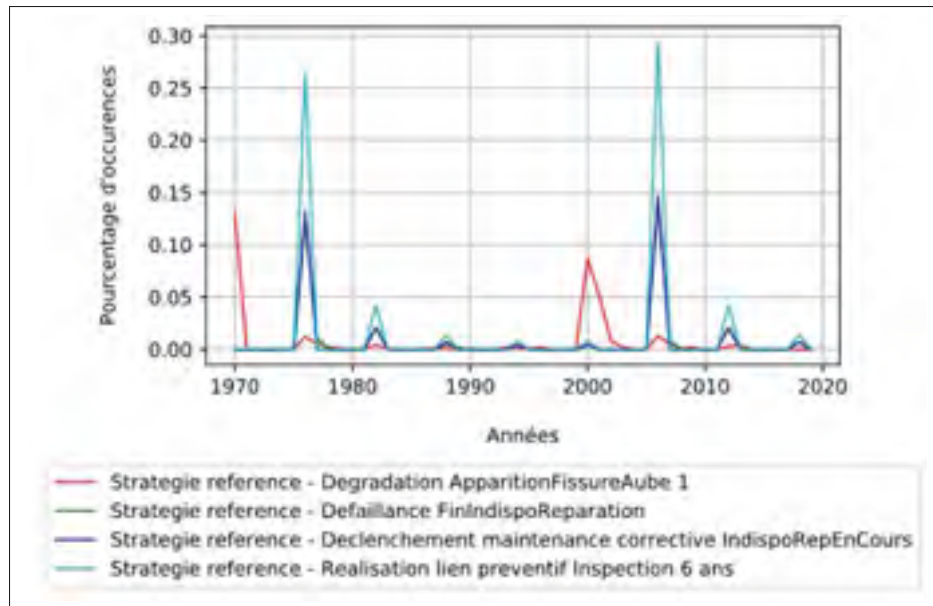 Pourcentage d'occurences
0.30
0.25
0.20
0.15
0.10
0.05
0.00
1970 1980 1990 2000 2010 2020
Années
Strategie reference - Degradation ApparitionFissureAube 1
Strategie reference - Defaillance FinIndispoReparation
Strategie reference - Declenchement maintenance corrective IndispoRepEnCours
Strategie reference - Realisation lien preventif Inspection 6 ans